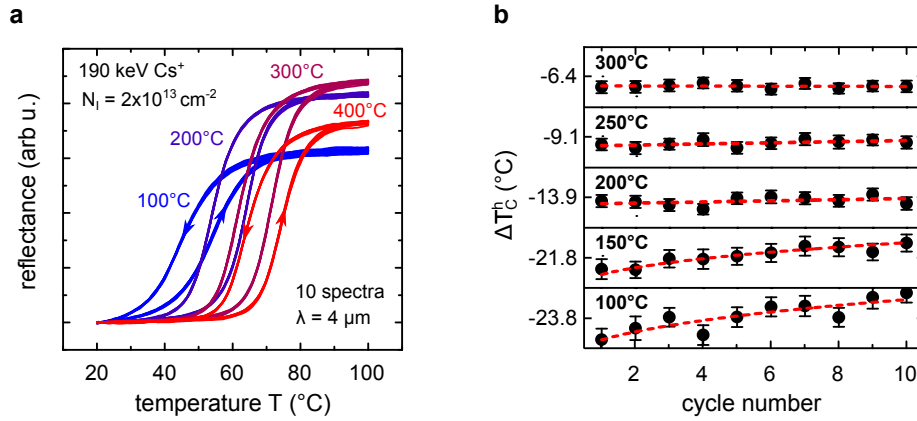 a
190 keV Cs⁺
N_I = 2x10¹³ cm⁻²
300°C
400°C
200°C
100°C
10 spectra
λ = 4 µm
reflectance (arb u.)
20 40 60 80 100
temperature T (°C)
b
300°C
-6.4
250°C
-9.1
200°C
-13.9
150°C
-21.8
100°C
-23.8
ΔT_C^h (°C)
2 4 6 8 10
cycle number